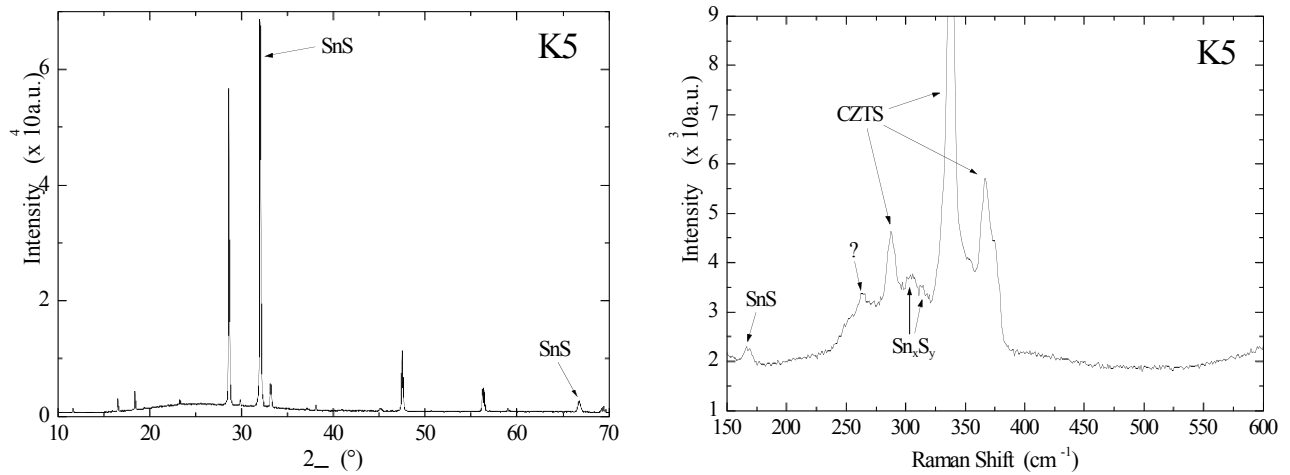 K5
SnS
SnS
Intensity (x 10⁴ a.u.)
6
4
2
0
10 20 30 40 50 60 70
2_ (°)
K5
CZTS
?
SnS
SnxSy
Intensity (x 10³ a.u.)
9
8
7
6
5
4
3
2
1
150 200 250 300 350 400 450 500 550 600
Raman Shift (cm⁻¹)